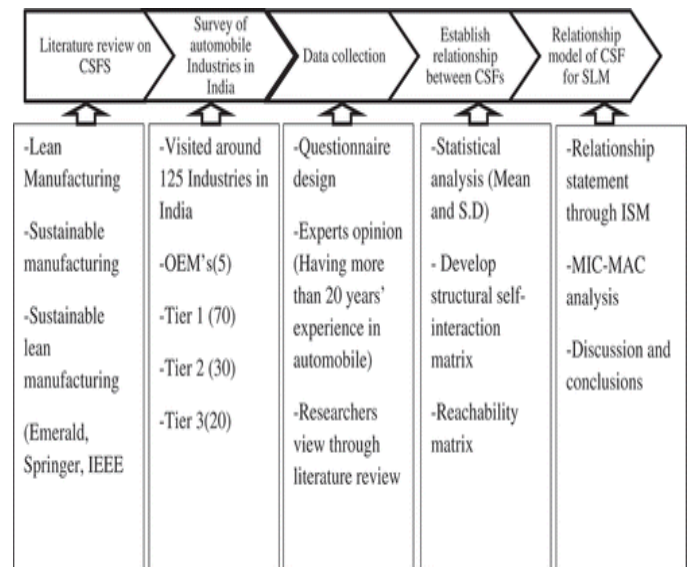 Literature review on
CSFS
Survey of
automobile
Industries in
India
Data collection
Establish
relationship
between CSFs
Relationship
model of CSF
for SLM
-Lean
Manufacturing
-Sustainable
manufacturing
-Sustainable
lean
manufacturing
(Emerald,
Springer, IEEE
-Visited around
125 Industries in
India
-OEM's(5)
-Tier 1 (70)
-Tier 2 (30)
-Tier 3(20)
-Questionnaire
design
-Experts opinion
(Having more
than 20 years'
experience in
automobile)
-Researchers
view through
literature review
-Statistical
analysis (Mean
and S.D)
- Develop
structural self-
interaction
matrix
-Reachability
matrix
-Relationship
statement
through ISM
-MIC-MAC
analysis
-Discussion and
conclusions